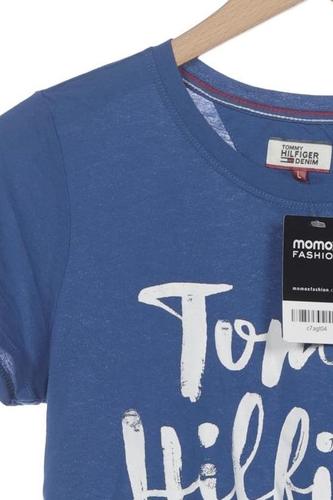 TOMMY
HILFIGER
DENIM
L
momox
FASHION
momoxfashion.com
c7agt04
Tom
Hilfi